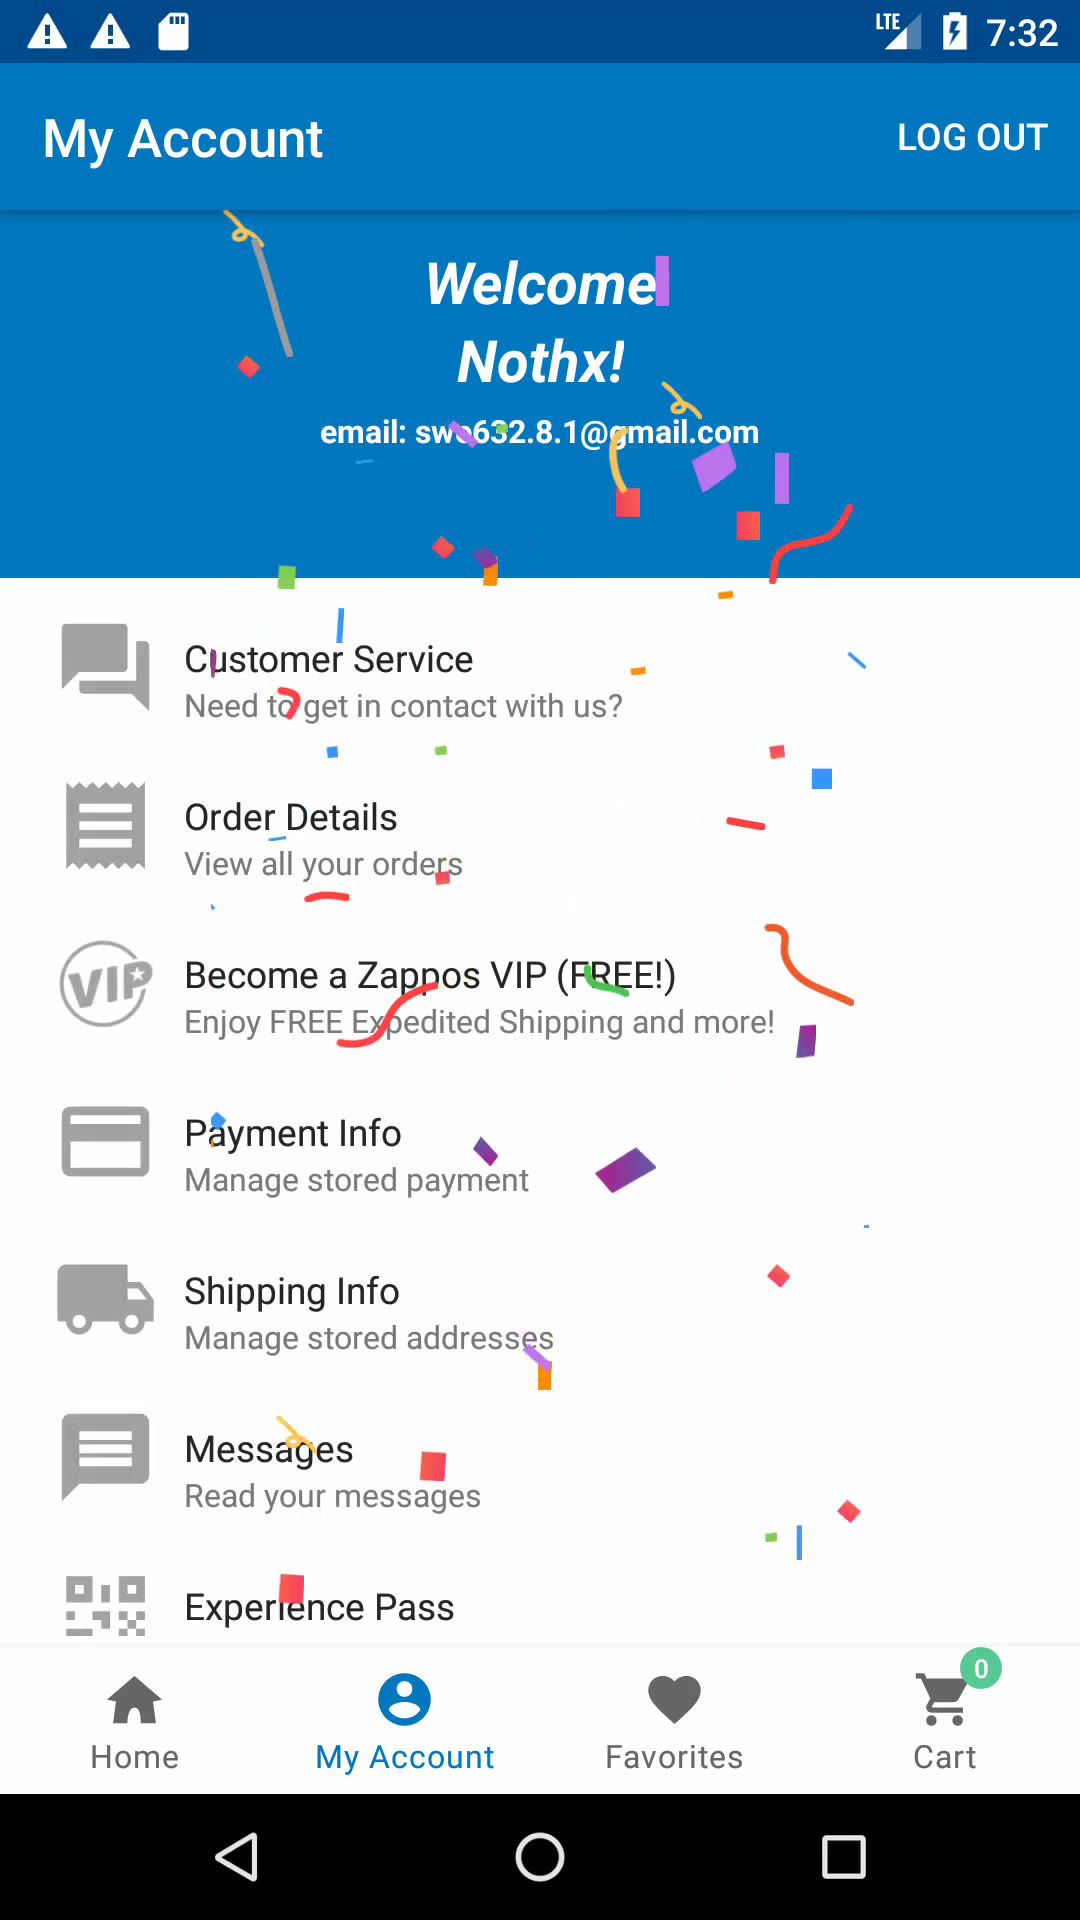 LTE 7:32
My Account LOG OUT
Welcome
Nothx!
email: swo632.8.1@gmail.com
Customer Service
Need to get in contact with us?
Order Details
View all your orders
VIP
Become a Zappos VIP (FREE!)
Enjoy FREE Expedited Shipping and more!
Payment Info
Manage stored payment
Shipping Info
Manage stored addresses
Messages
Read your messages
Experience Pass
0
Home My Account Favorites Cart